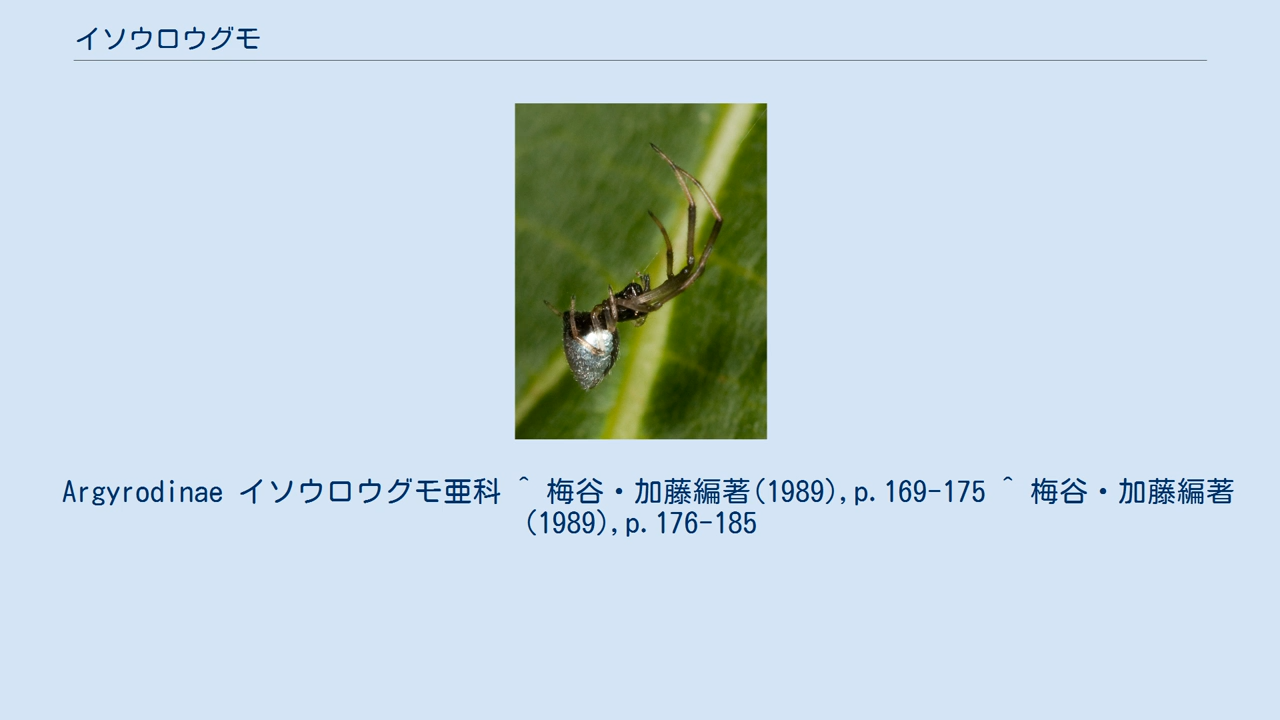 イソウロウグモ
Argyrodinae イソウロウグモ亜科 ^ 梅谷・加藤編著(1989),p.169-175 ^ 梅谷・加藤編著
(1989),p.176-185